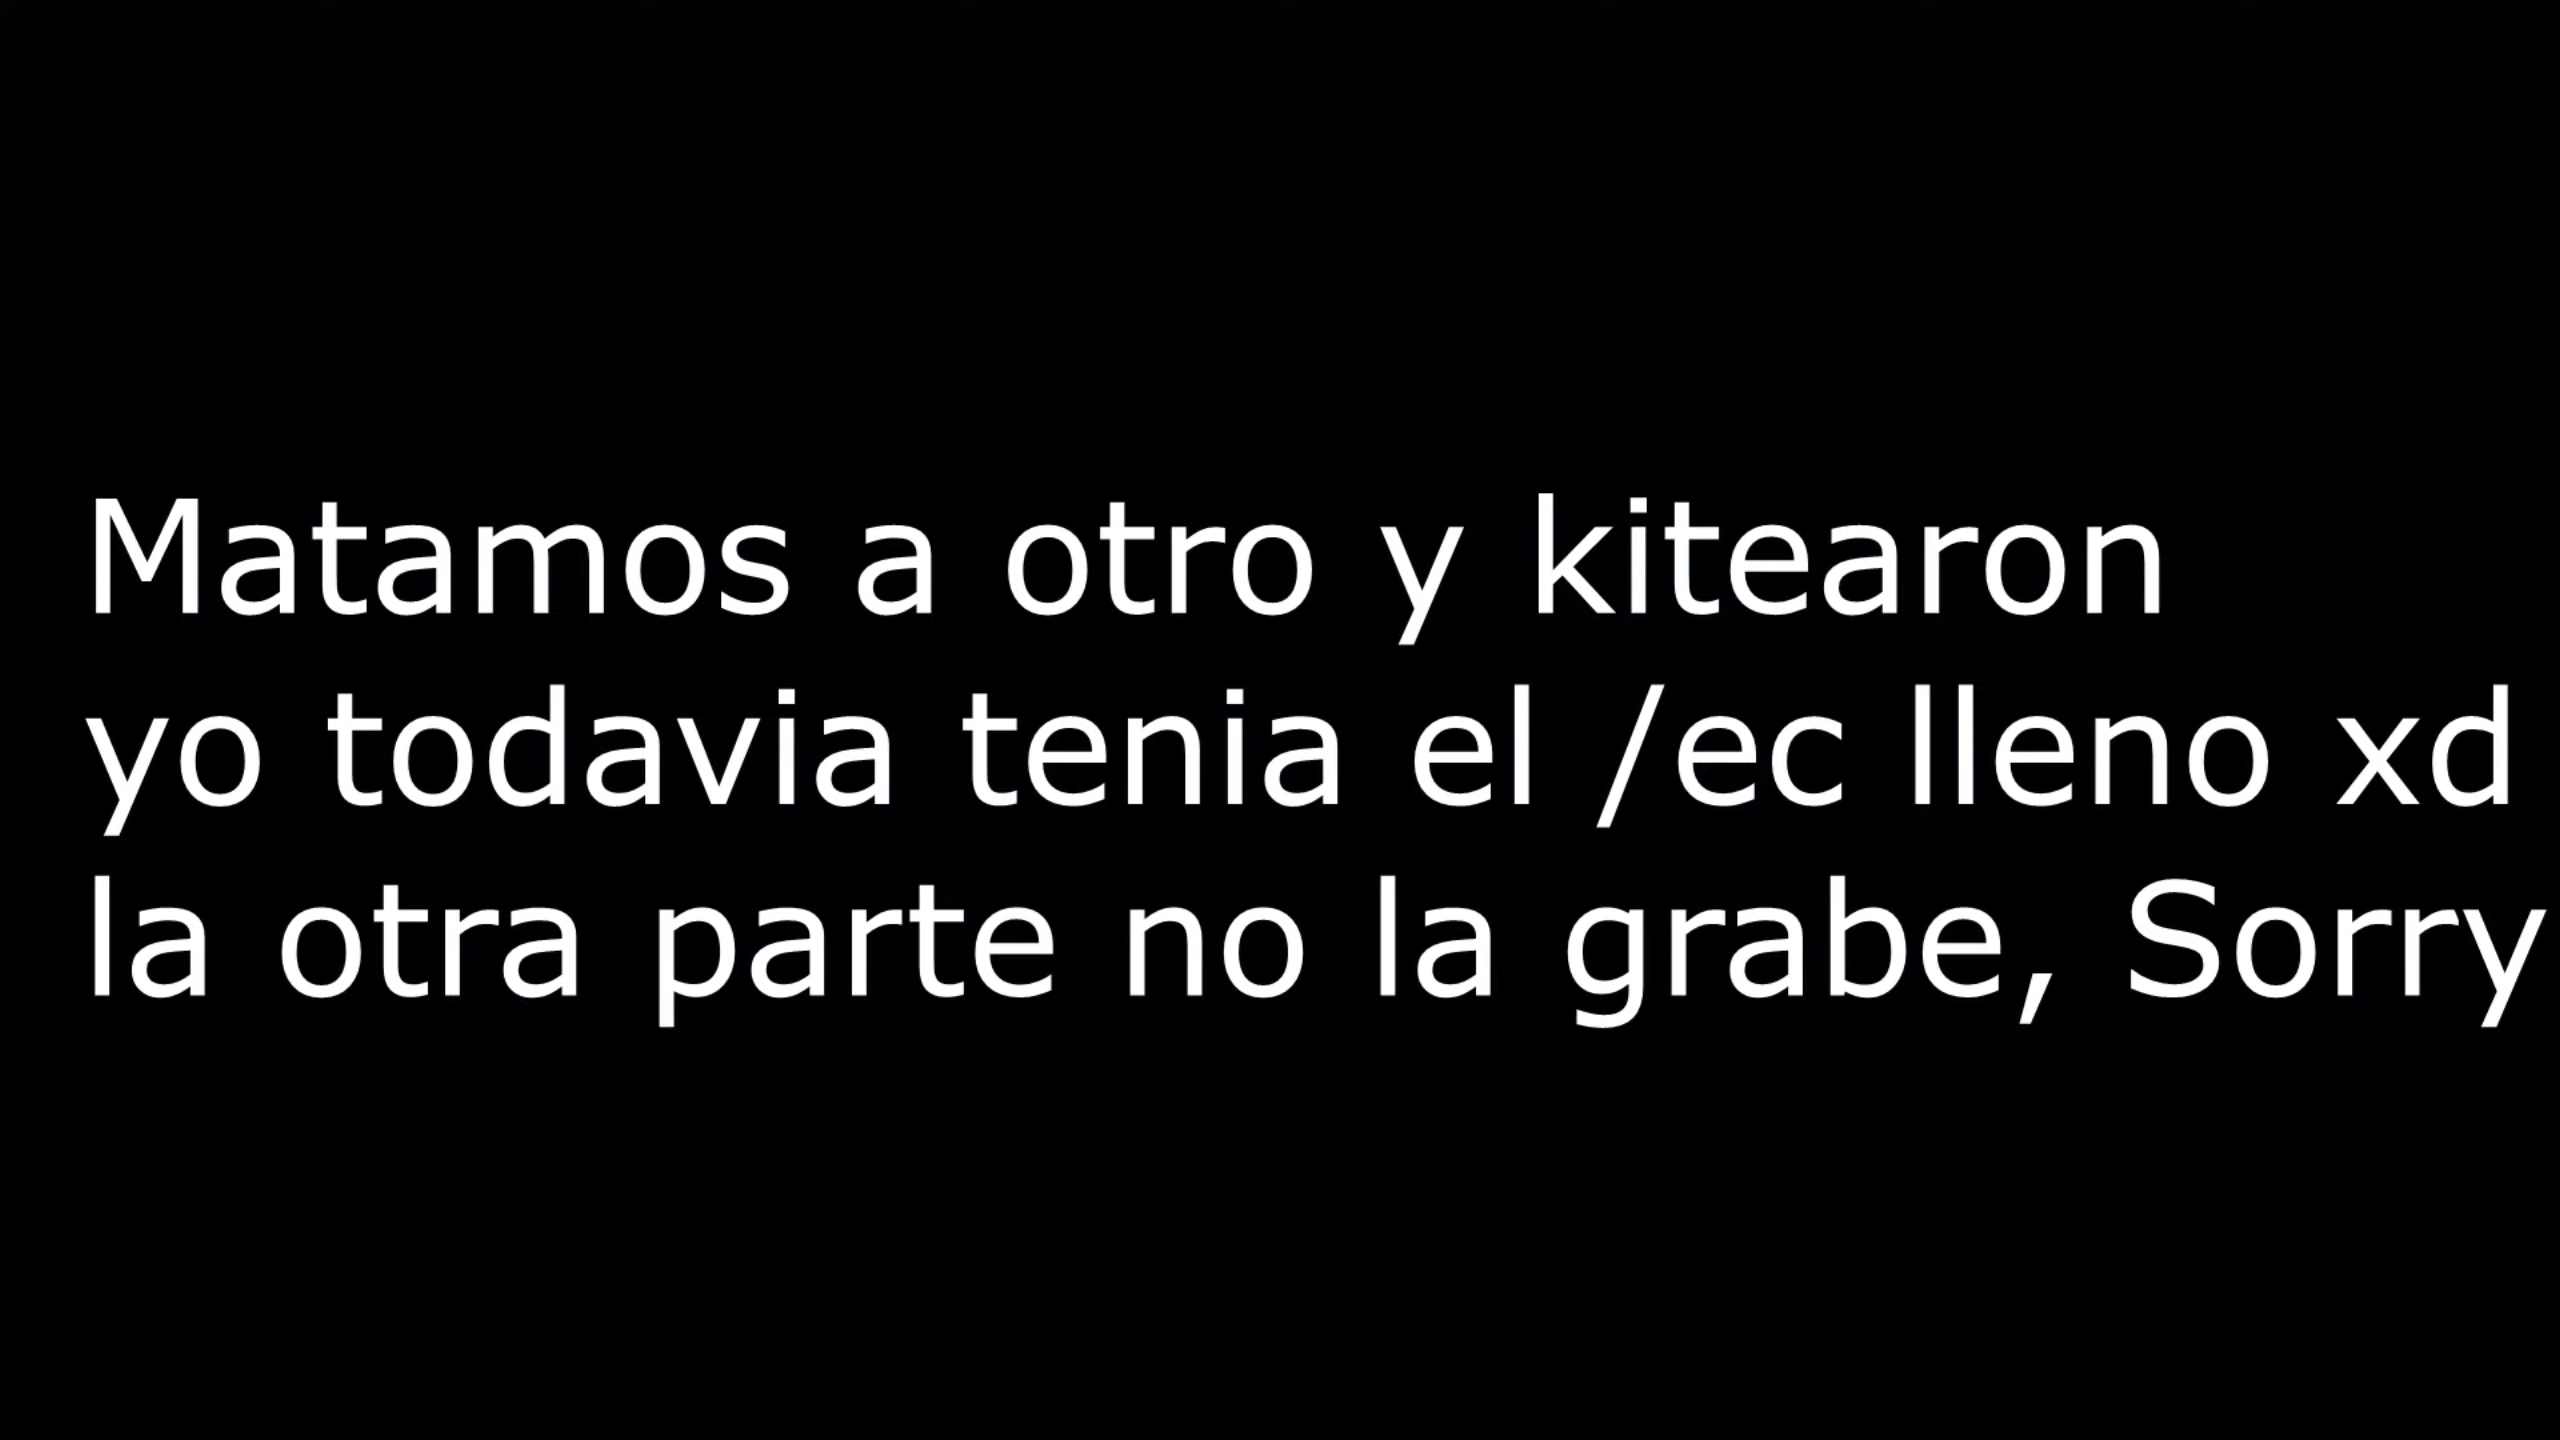 Matamos a otro y kitearon
yo todavia tenia el /ec lleno xd
la otra parte no la grabe, Sorry